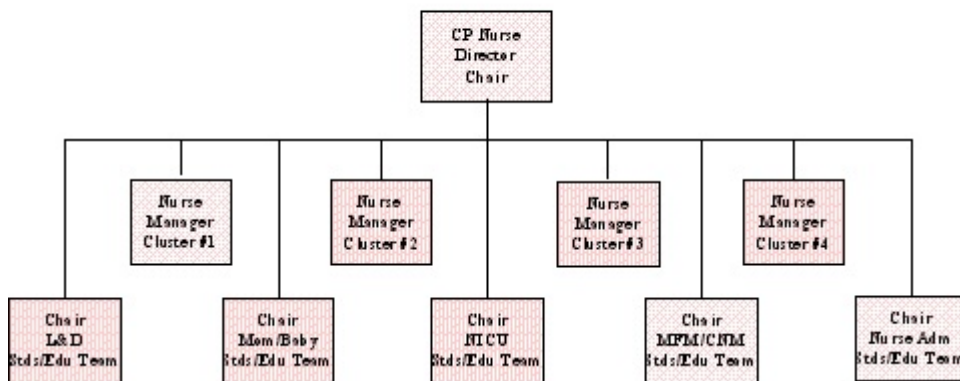 CP Nurse
Director
Chair
Nurse
Manager
Cluster #1
Nurse
Manager
Cluster #2
Nurse
Manager
Cluster #3
Nurse
Manager
Cluster #4
Chair
L&D
Stds/Edu Team
Chair
Mom/Baby
Stds/Edu Team
Chair
NICU
Stds/Edu Team
Chair
MFM/CNM
Stds/Edu Team
Chair
Nurse Adm
Stds/Edu Team